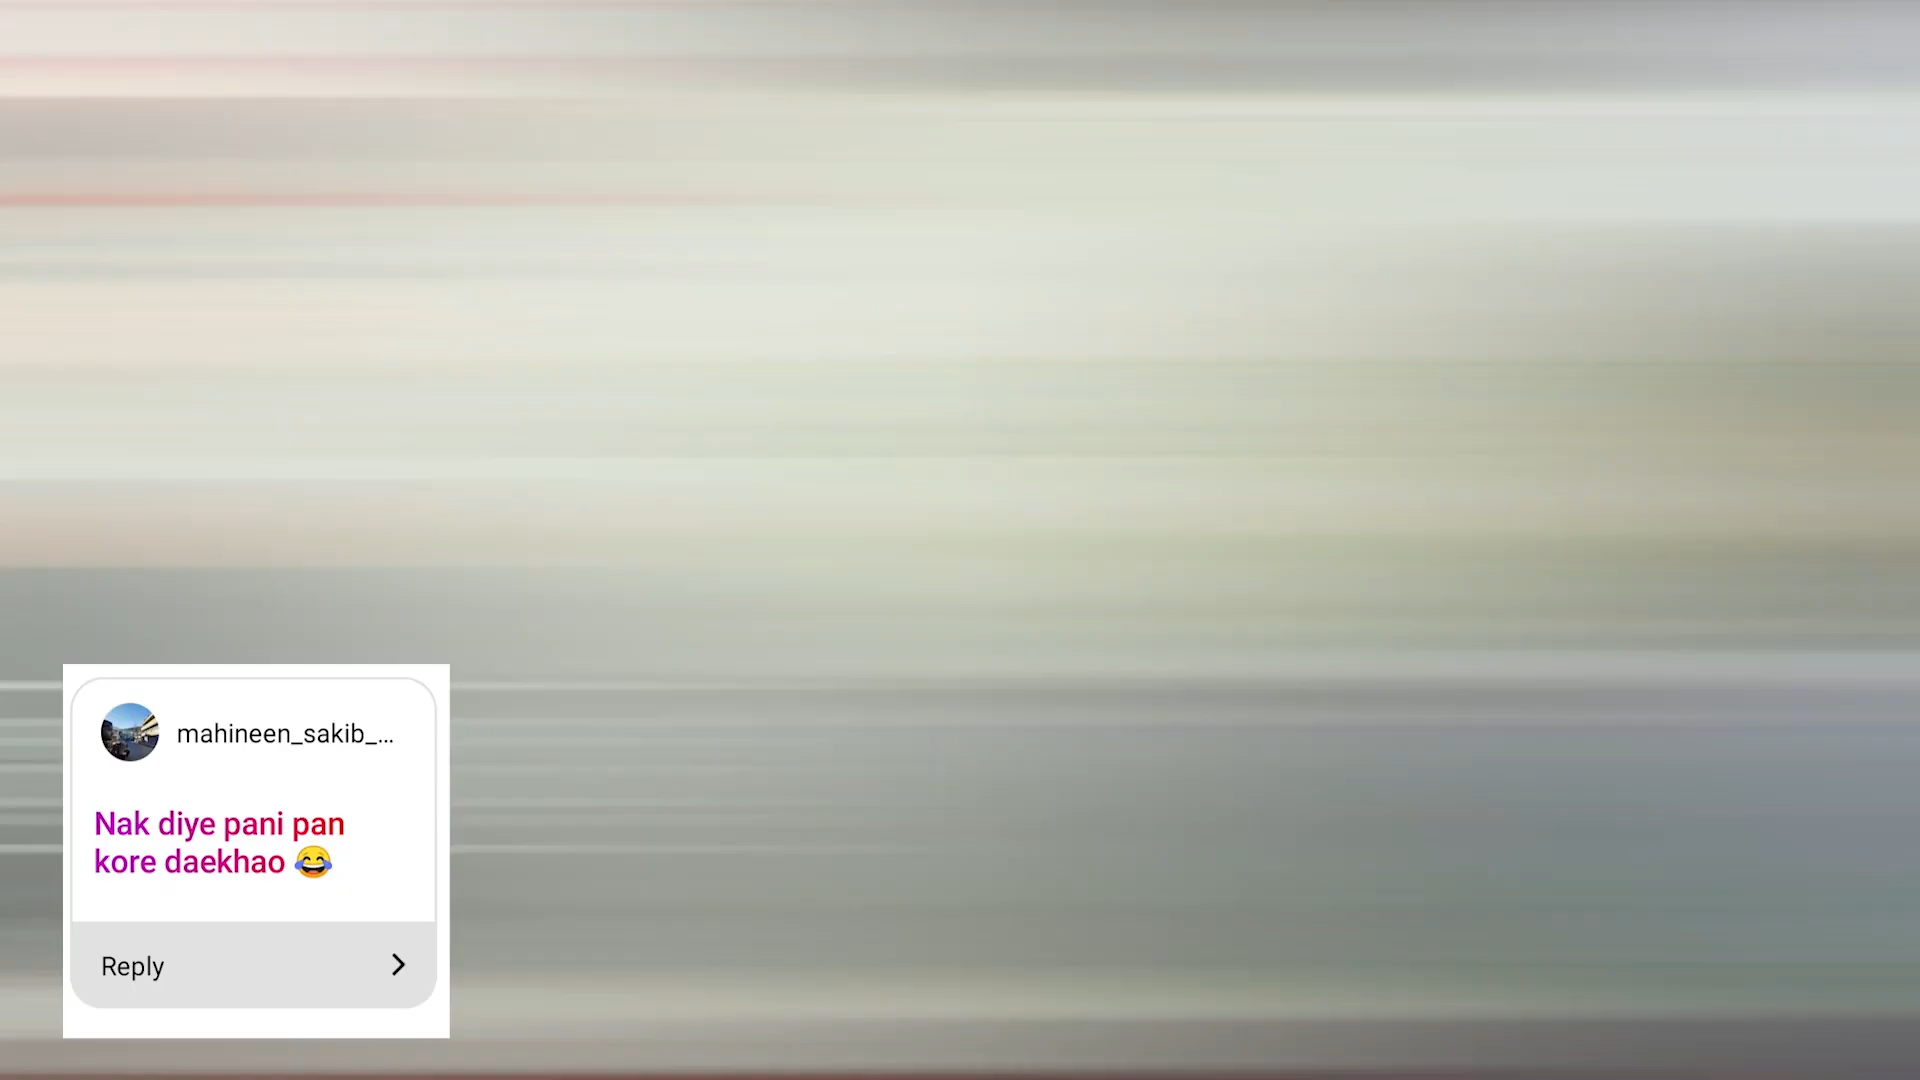 mahineen_sakib_...
Nak diye pani pan
kore daekhao 😂
Reply